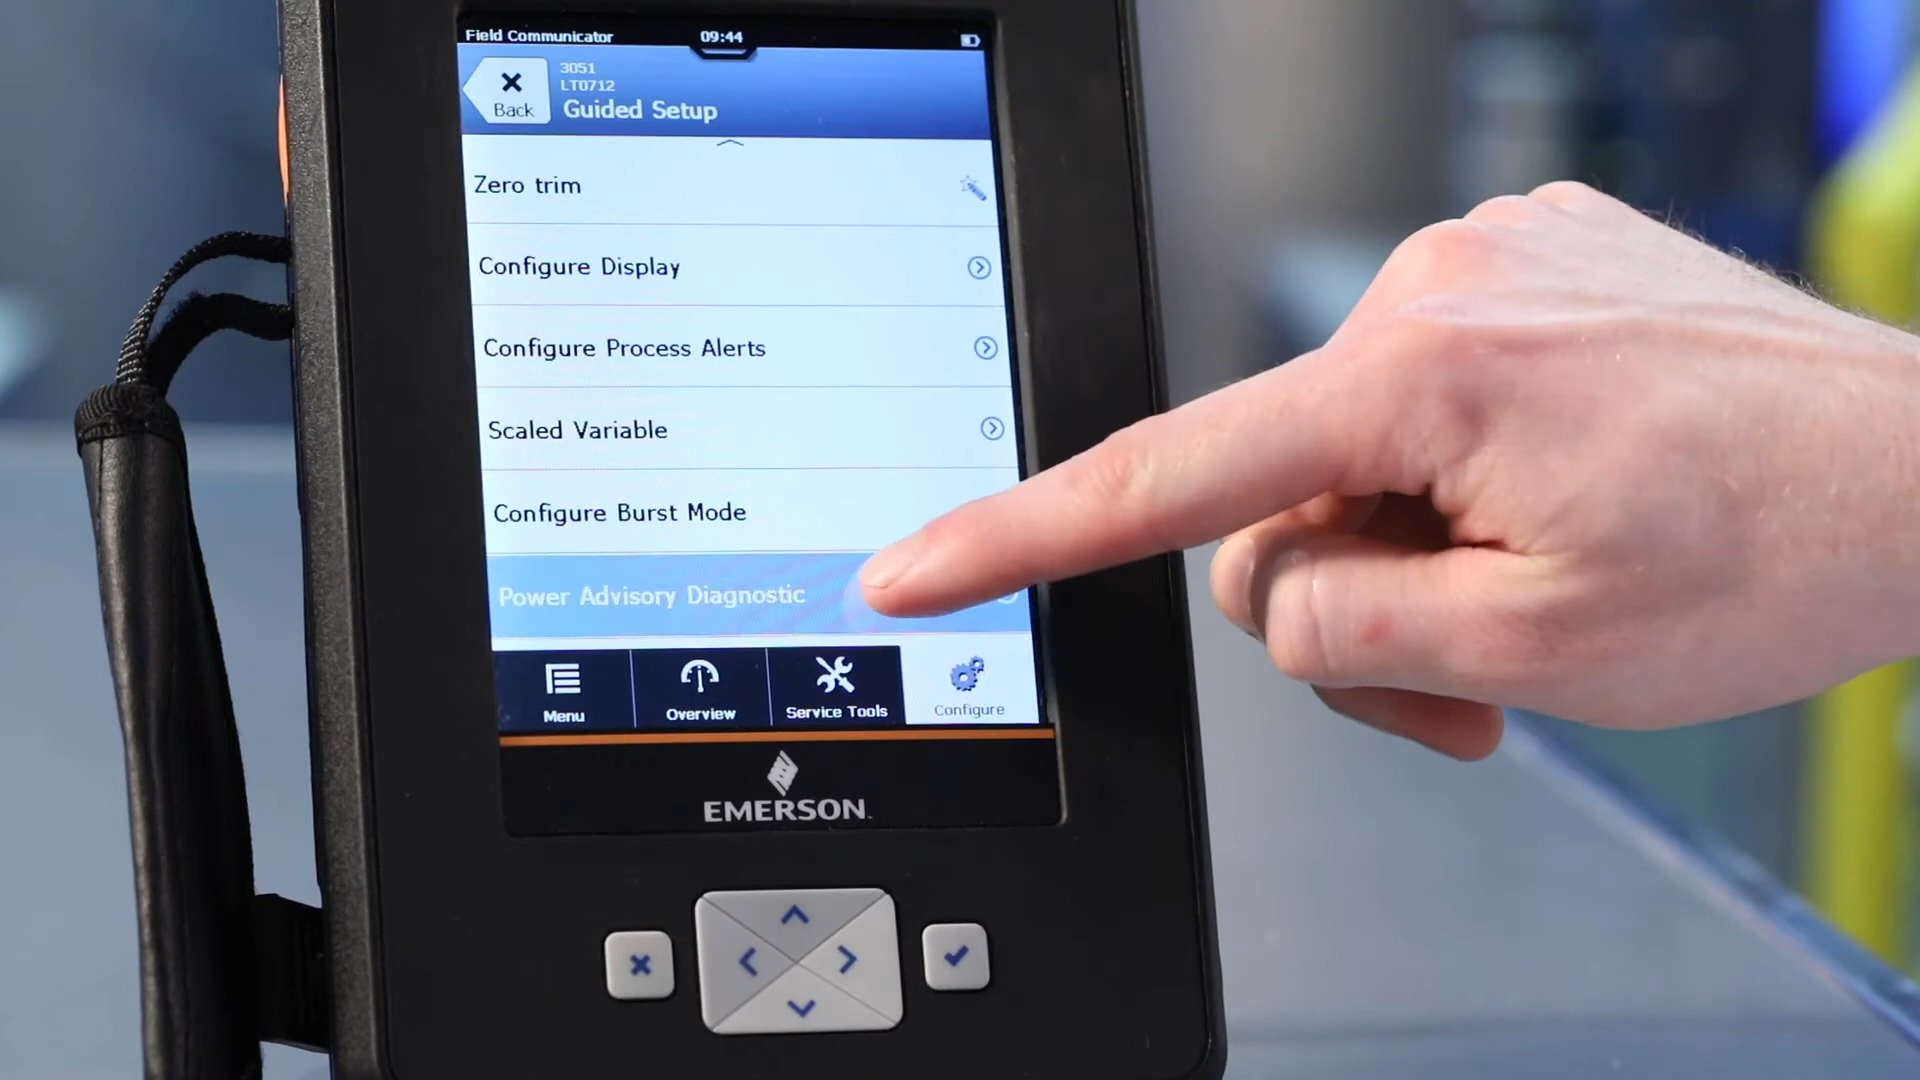 Field Communicator 09:44
3051
LT0712
Back
Guided Setup
Zero trim
Configure Display
Configure Process Alerts
Scaled Variable
Configure Burst Mode
Power Advisory Diagnostic
Menu
Overview
Service Tools
Configure
EMERSON